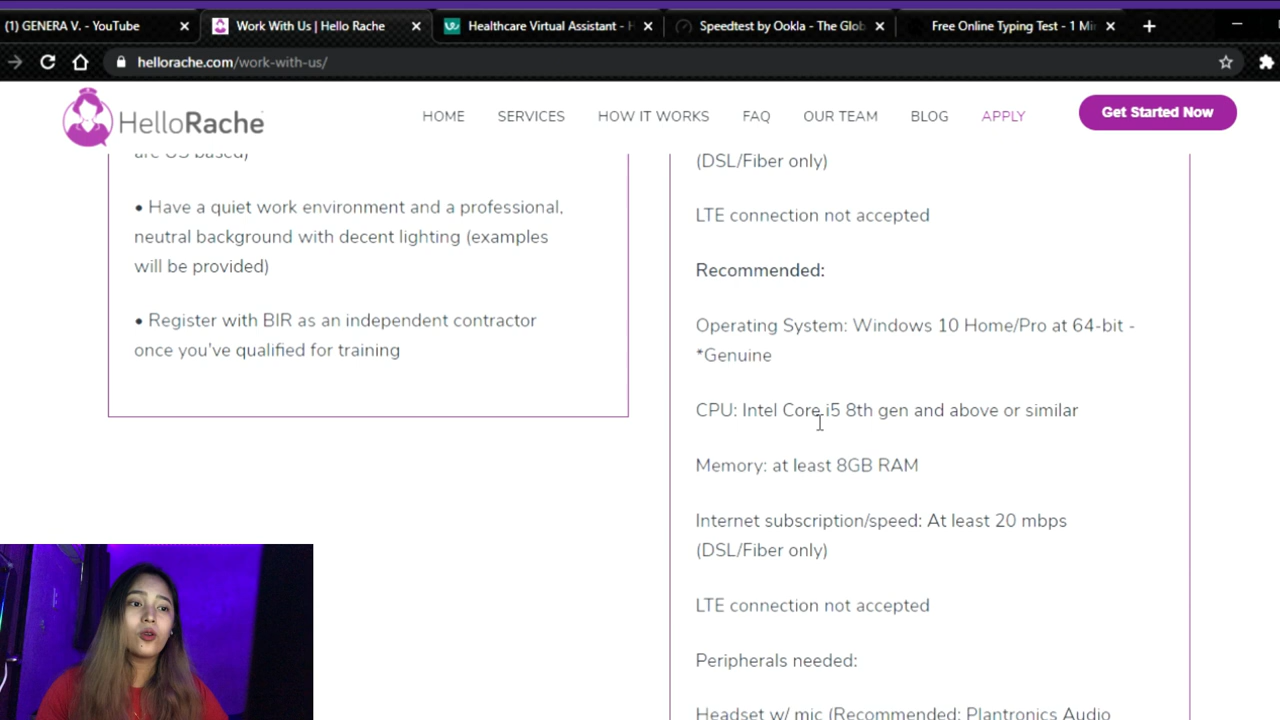 (1) GENERA V. - YouTube
Work With Us | Hello Rache
Healthcare Virtual Assistant - H
Speedtest by Ookla - The Glob
Free Online Typing Test - 1 Mi
hellorache.com/work-with-us/
HelloRache
HOME
SERVICES
HOW IT WORKS
FAQ
OUR TEAM
BLOG
APPLY
Get Started Now
are US based)
• Have a quiet work environment and a professional,
neutral background with decent lighting (examples
will be provided)
• Register with BIR as an independent contractor
once you've qualified for training
(DSL/Fiber only)
LTE connection not accepted
Recommended:
Operating System: Windows 10 Home/Pro at 64-bit -
*Genuine
CPU: Intel Core i5 8th gen and above or similar
Memory: at least 8GB RAM
Internet subscription/speed: At least 20 mbps
(DSL/Fiber only)
LTE connection not accepted
Peripherals needed:
Headset w/ mic (Recommended: Plantronics Audio